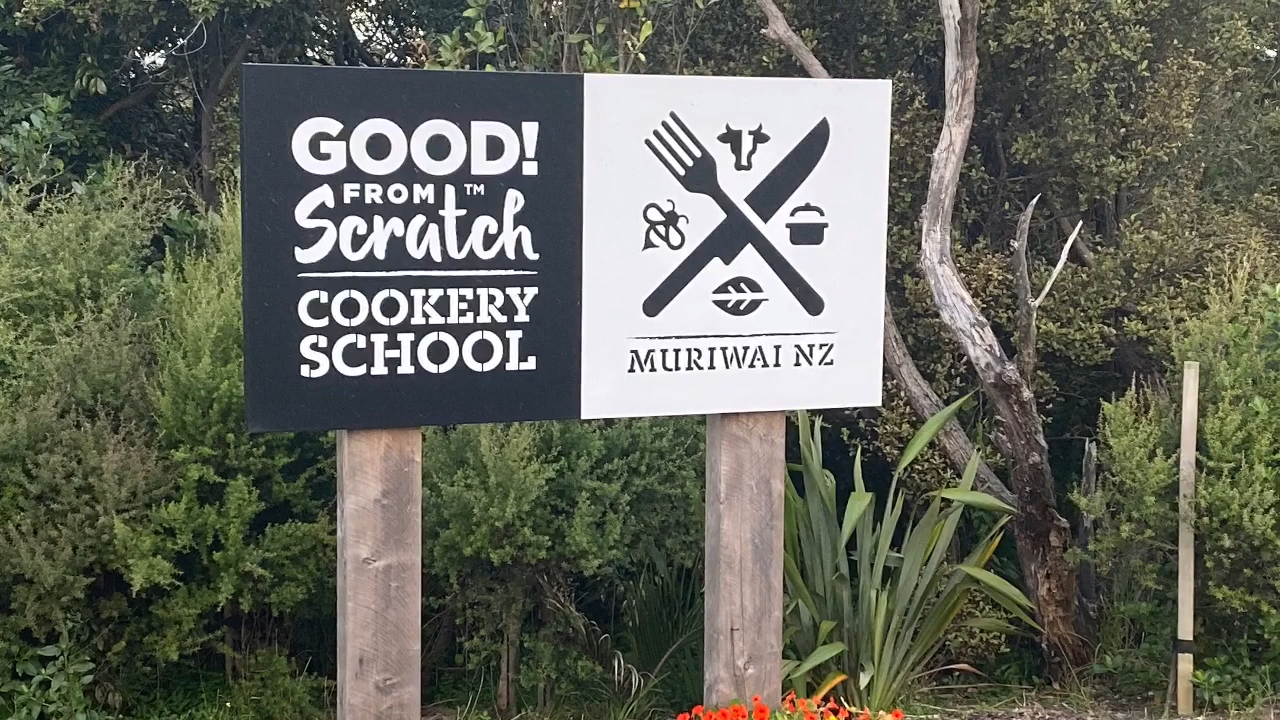 GOOD!
FROM ™
Scratch
COOKERY
SCHOOL
MURIWAI NZ